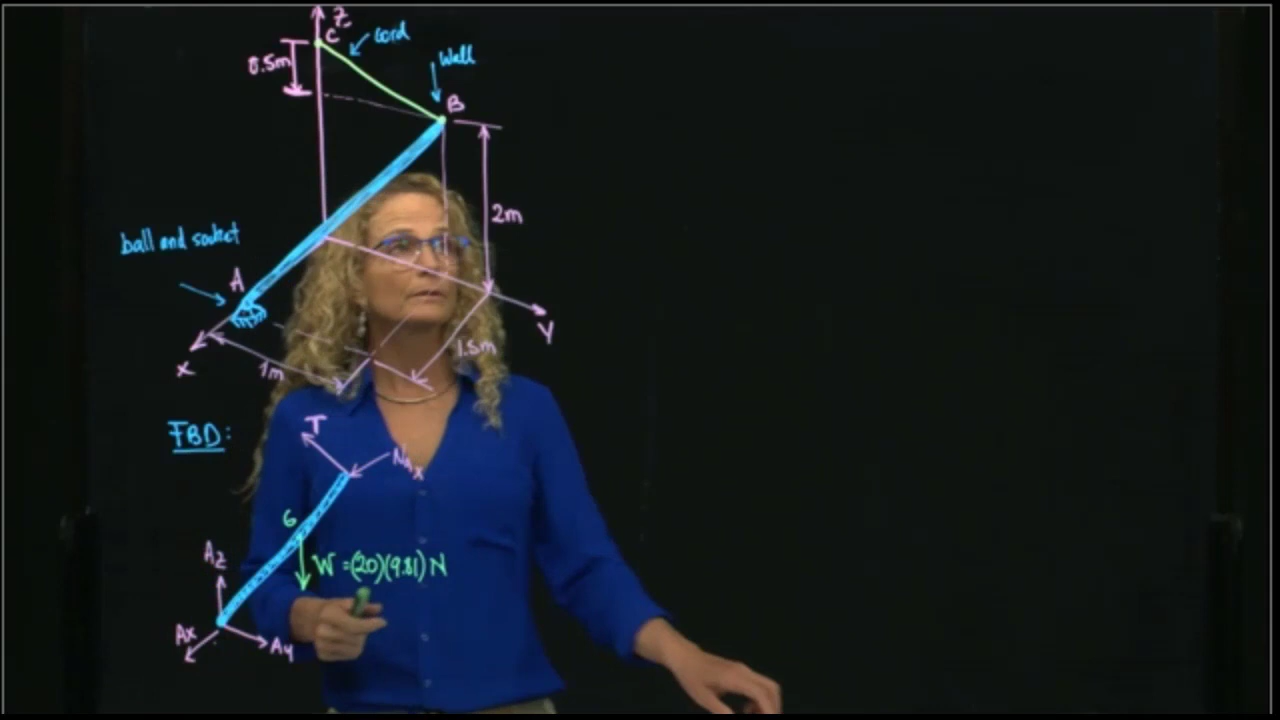 Z
C
cord
0.5m
Wall
B
2m
ball and socket
A
X
Y
1.5m
1m
FBD:
T
G
W=(20)(9.81)N
Az
Ax
Ay